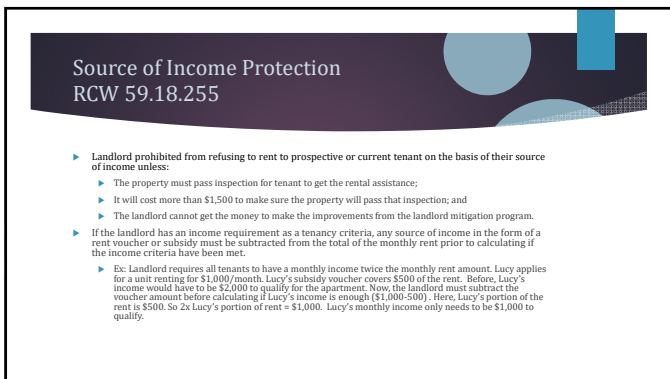 Source of Income Protection
RCW 59.18.255
Landlord prohibited from refusing to rent to prospective or current tenant on the basis of their source
of income unless:
The property must pass inspection for tenant to get the rental assistance;
It will cost more than $1,500 to make sure the property will pass that inspection; and
The landlord cannot get the money to make the improvements from the landlord mitigation program.
If the landlord has an income requirement as a tenancy criteria, any source of income in the form of a
rent voucher or subsidy must be subtracted from the total of the monthly rent prior to calculating if
the income criteria have been met.
Ex: Landlord requires all tenants to have a monthly income twice the monthly rent amount. Lucy applies
for a unit renting for $1,000/month. Lucy's subsidy voucher covers $500 of the rent. Before, Lucy's
income would have to be $2,000 to qualify for the apartment. Now, the landlord must subtract the
voucher amount before calculating if Lucy's income is enough ($1,000-500) . Here, Lucy's portion of the
rent is $500. So 2x Lucy's portion of rent = $1,000. Lucy's monthly income only needs to be $1,000 to
qualify.